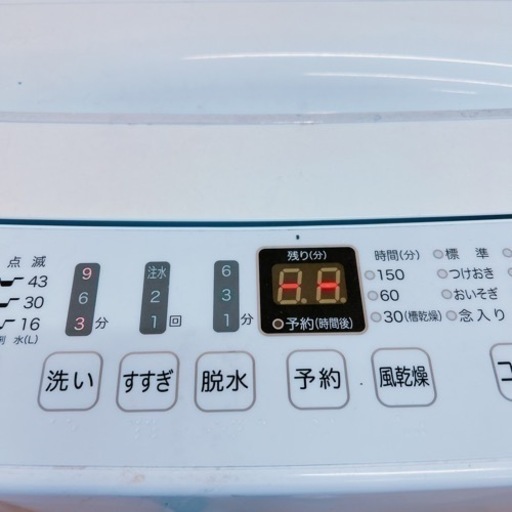 点滅
43
30
16
水(L)
9
6
3 分
注水
2
1 回
6
3
1 分
残り(分)
--
予約(時間後)
時間(分)
150
60
30(槽乾燥)
標準
つけおき
おいそぎ
念入り
洗い
すすぎ
脱水
予約
風乾燥